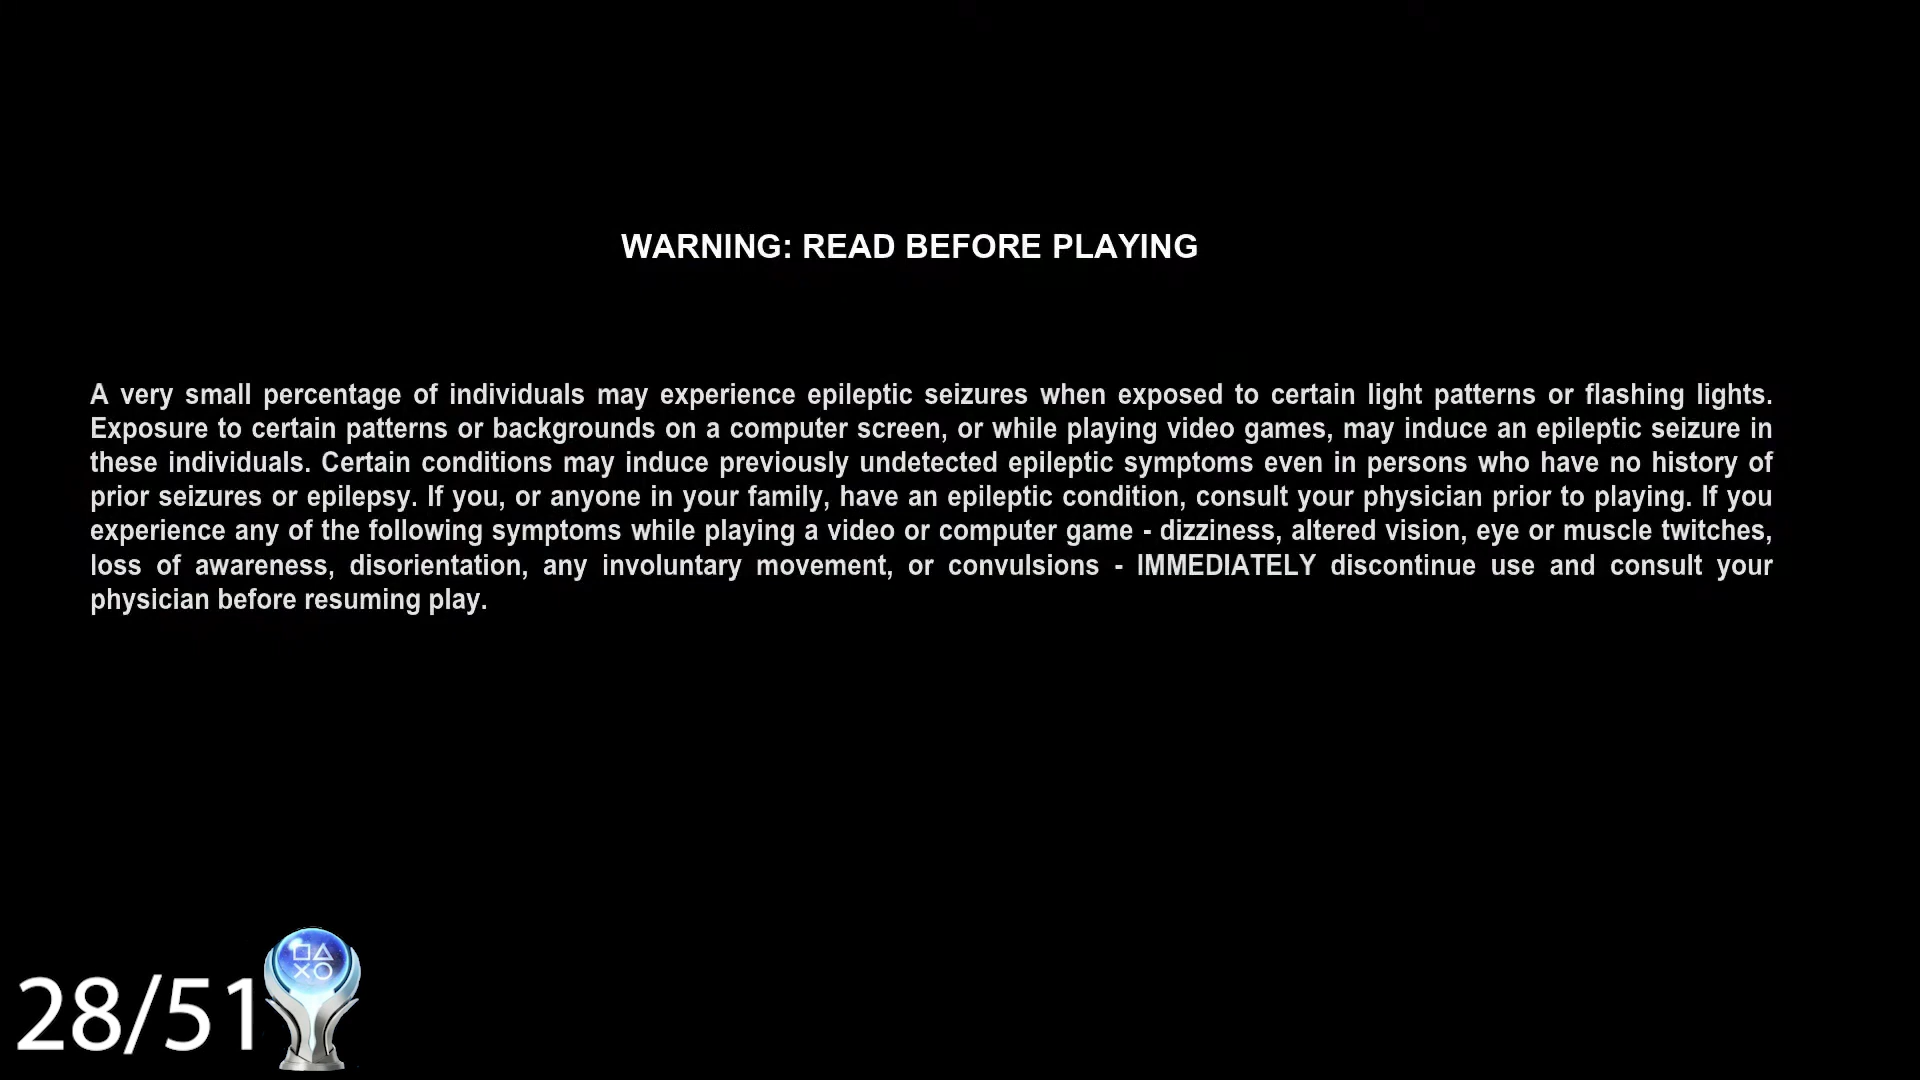 WARNING: READ BEFORE PLAYING
A very small percentage of individuals may experience epileptic seizures when exposed to certain light patterns or flashing lights.
Exposure to certain patterns or backgrounds on a computer screen, or while playing video games, may induce an epileptic seizure in
these individuals. Certain conditions may induce previously undetected epileptic symptoms even in persons who have no history of
prior seizures or epilepsy. If you, or anyone in your family, have an epileptic condition, consult your physician prior to playing. If you
experience any of the following symptoms while playing a video or computer game - dizziness, altered vision, eye or muscle twitches,
loss of awareness, disorientation, any involuntary movement, or convulsions - IMMEDIATELY discontinue use and consult your
physician before resuming play.
28/51